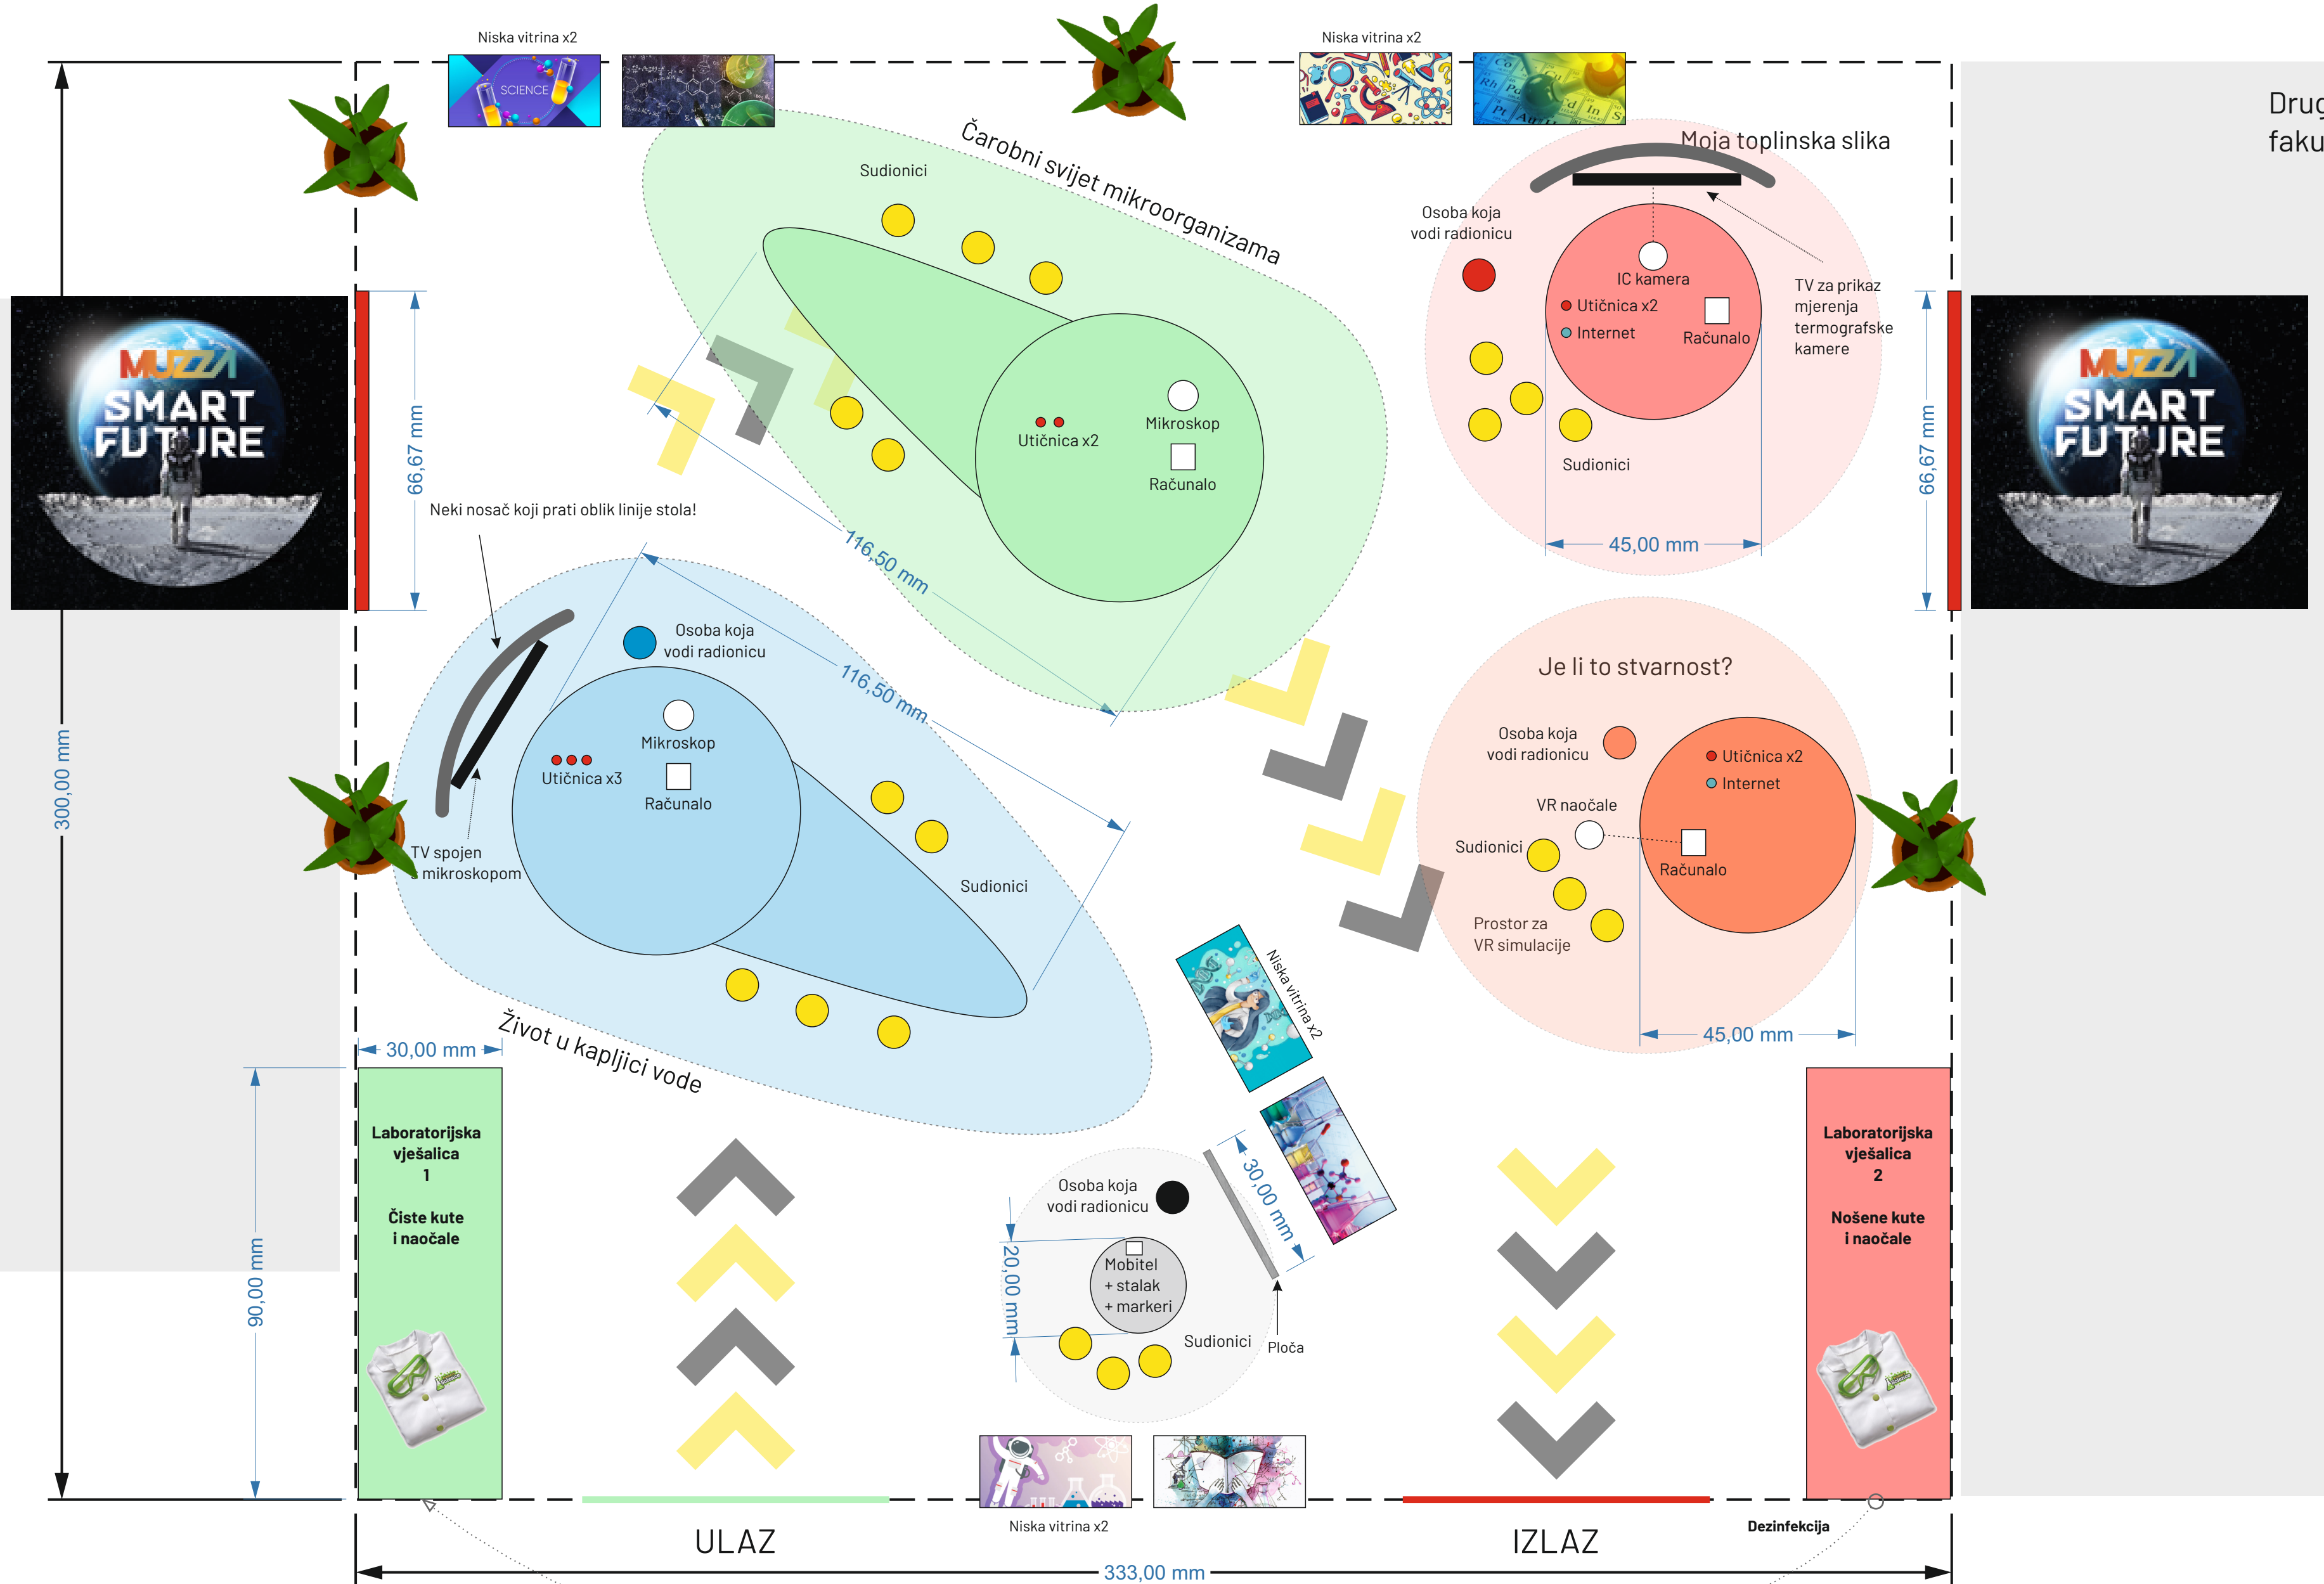 Niska vitrina x2
SCIENCE
Niska vitrina x2
Drug
faku
Čarobni svijet mikroorganizama
Sudionici
Moja toplinska slika
Osoba koja
vodi radionicu
IC kamera
Utičnica x2
Internet
Računalo
TV za prikaz
mjerenja
termografske
kamere
Sudionici
45,00 mm
MUZZA
SMART
FUTURE
66,67 mm
Mikroskop
Utičnica x2
Računalo
116,50 mm
66,67 mm
MUZZA
SMART
FUTURE
Neki nosač koji prati oblik linije stola!
Osoba koja
vodi radionicu
116,50 mm
Mikroskop
Utičnica x3
Računalo
TV spojen
s mikroskopom
Sudionici
Život u kapljici vode
300,00 mm
Je li to stvarnost?
Osoba koja
vodi radionicu
Utičnica x2
Internet
VR naočale
Sudionici
Računalo
Prostor za
VR simulacije
45,00 mm
Niska vitrina x2
30,00 mm
90,00 mm
Laboratorijska
vješalica
1
Čiste kute
i naočale
Osoba koja
vodi radionicu
30,00 mm
20,00 mm
Mobitel
+ stalak
+ markeri
Sudionici
Ploča
Laboratorijska
vješalica
2
Nošene kute
i naočale
Niska vitrina x2
ULAZ
IZLAZ
Dezinfekcija
333,00 mm